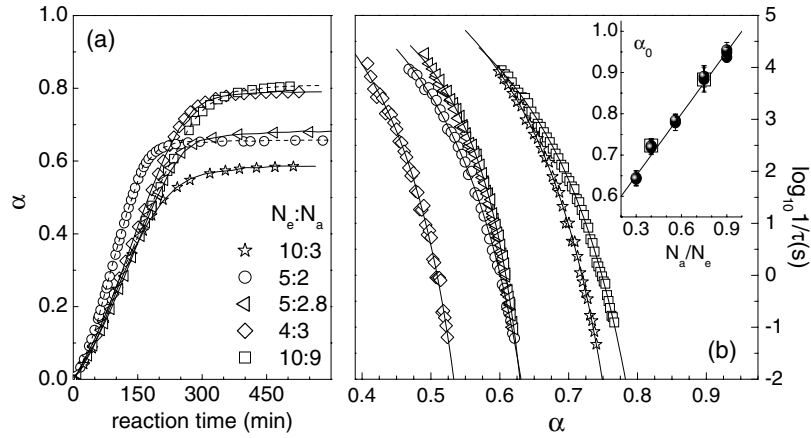 (a)
α
1.0
0.8
0.6
0.4
0.2
0.0
0 150 300 450
reaction time (min)
Nₑ:Nₐ
10:3
5:2
5:2.8
4:3
10:9
(b)
0.4 0.5 0.6 0.7 0.8 0.9
α
5
4
3
2
1
0
-1
-2
log₁₀ 1/τ(s)
α₀
1.0
0.9
0.8
0.7
0.6
0.3 0.6 0.9
Nₐ/Nₑ